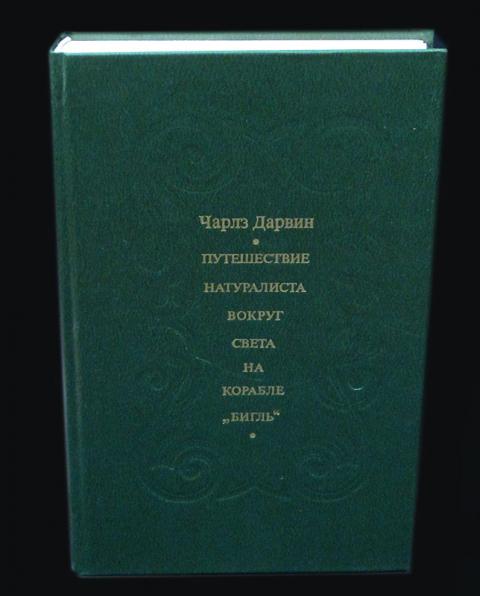 Чарлз Дарвин
ПУТЕШЕСТВИЕ
НАТУРАЛИСТА
ВОКРУГ
СВЕТА
НА
КОРАБЛЕ
„БИГЛЬ“